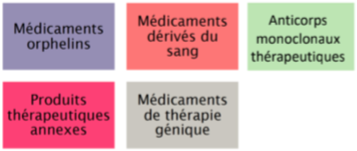 Médicaments
orphelins
Médicaments
dérivés du
sang
Anticorps
monoclonaux
thérapeutiques
Produits
thérapeutiques
annexes
Médicaments
de thérapie
génique